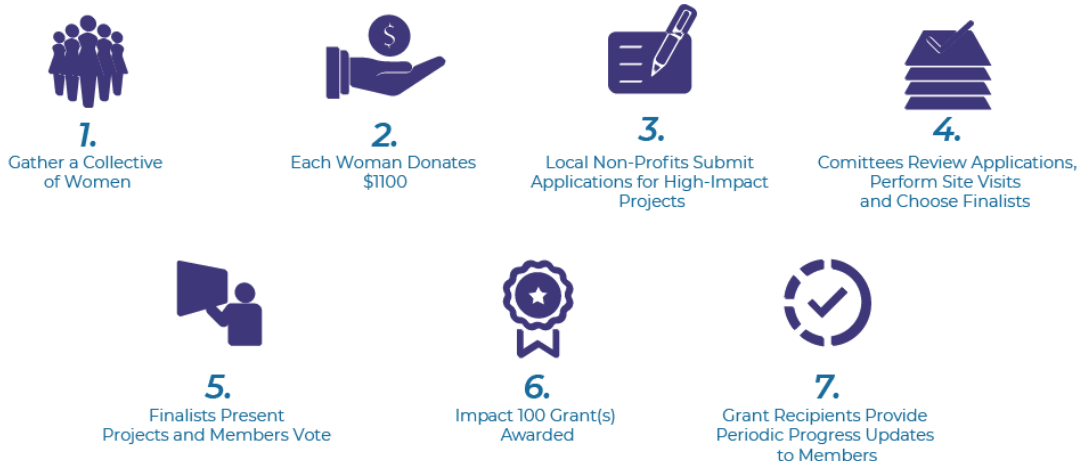 $
1.
Gather a Collective
of Women
2.
Each Woman Donates
$1100
3.
Local Non-Profits Submit
Applications for High-Impact
Projects
4.
Comittees Review Applications,
Perform Site Visits
and Choose Finalists
5.
Finalists Present
Projects and Members Vote
6.
Impact 100 Grant(s)
Awarded
7.
Grant Recipients Provide
Periodic Progress Updates
to Members